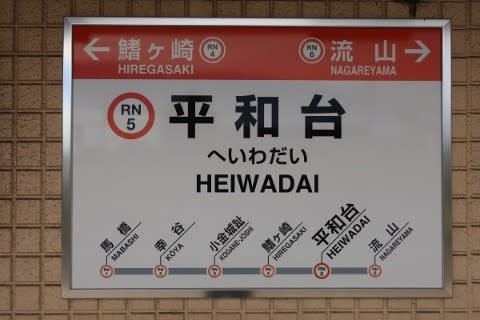 ← 鰭ヶ崎 RN 4 RN 6 流山 →
HIREGASAKI NAGAREYAMA
RN 5 平和台
へいわだい
HEIWADAI
馬橋 MABASHI
幸谷 KOYA
小金城趾 KOGANE-JOSHI
鰭ヶ崎 HIREGASAKI
平和台 HEIWADAI
流山 NAGAREYAMA